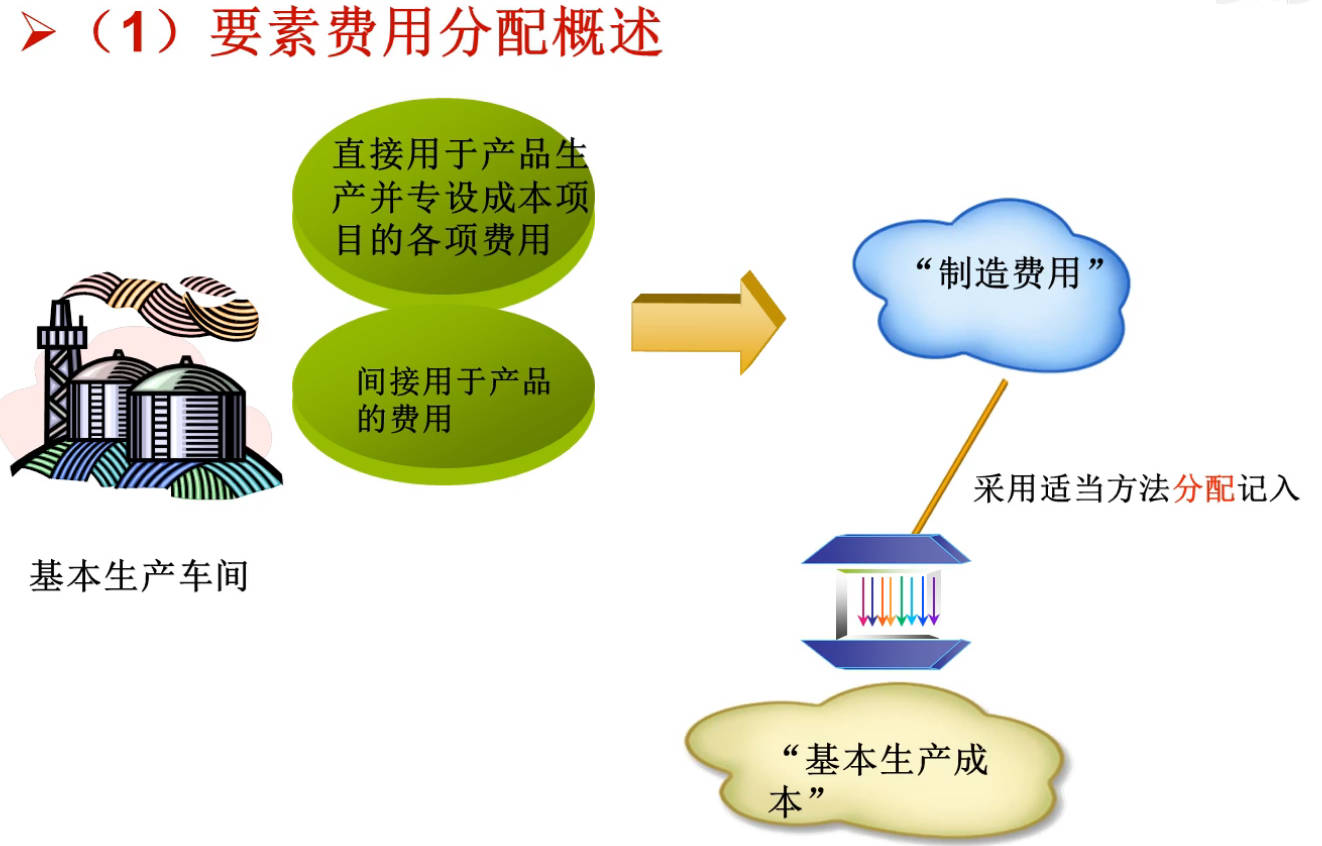 （1）要素费用分配概述
直接用于产品生
产并专设成本项
目的各项费用
间接用于产品
的费用
基本生产车间
“制造费用”
采用适当方法分配记入
“基本生产成
本”